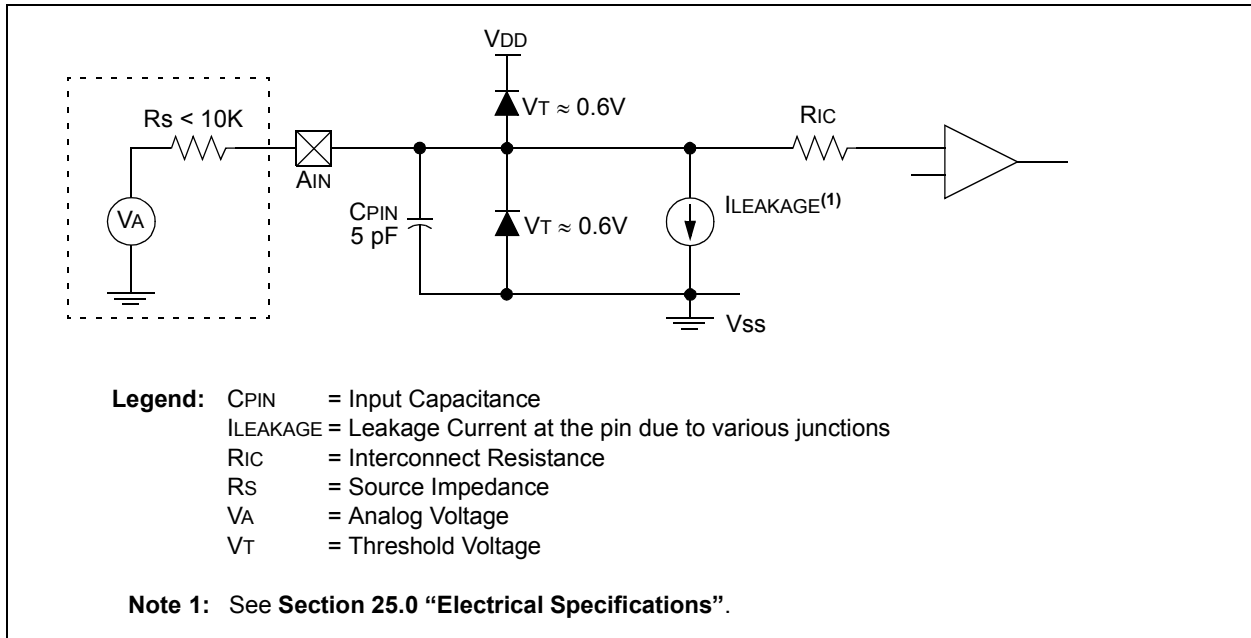 VDD
VT ≈ 0.6V
Rs < 10K
RIC
AIN
ILEAKAGE(1)
CPIN
5 pF
VT ≈ 0.6V
VA
Vss
Legend: CPIN = Input Capacitance
ILEAKAGE = Leakage Current at the pin due to various junctions
RIC = Interconnect Resistance
RS = Source Impedance
VA = Analog Voltage
VT = Threshold Voltage
Note 1: See Section 25.0 “Electrical Specifications”.